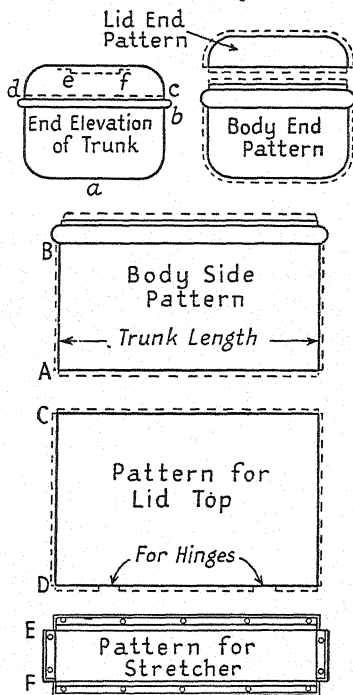 Lid End
Pattern
e f
d c
b
End Elevation
of Trunk
a
Body End
Pattern
B
Body Side
Pattern
Trunk Length
A
C
Pattern for
Lid Top
For Hinges
D
E
Pattern for
Stretcher
F